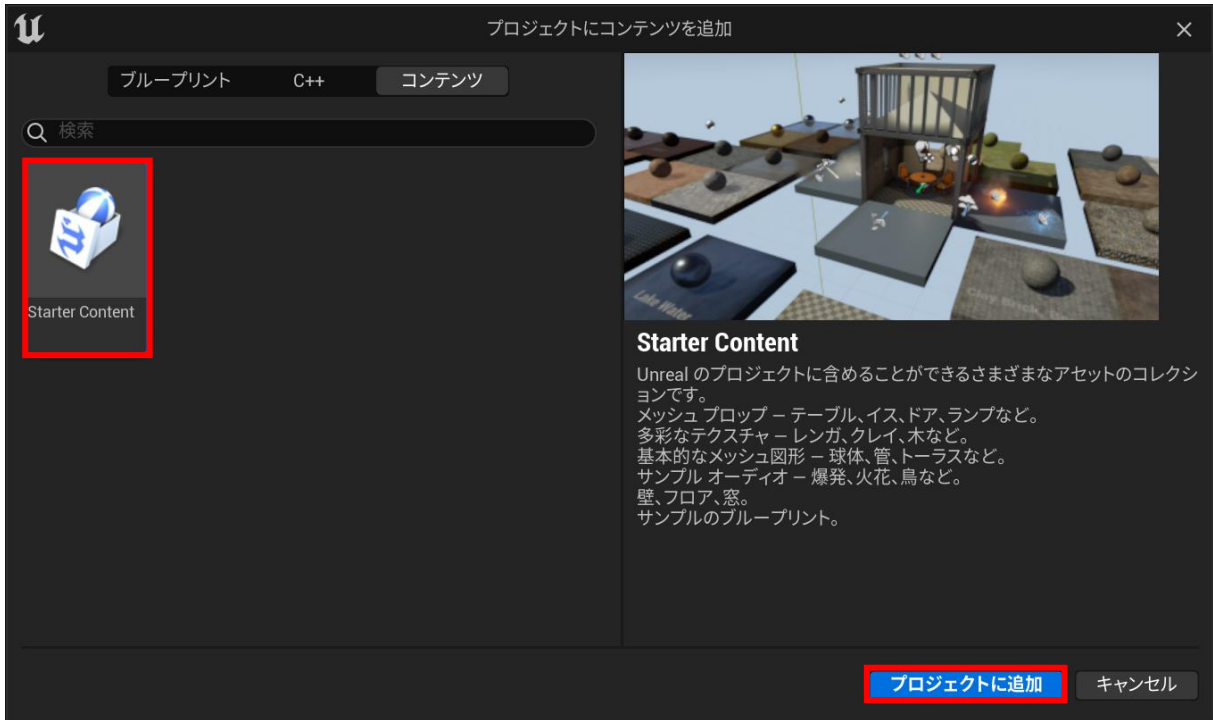 プロジェクトにコンテンツを追加
ブループリント C++ コンテンツ
検索
Starter Content
Lake Water
Starter Content
Unreal のプロジェクトに含めることができるさまざまなアセットのコレクシ
ョンです。
メッシュ プロップ – テーブル、イス、ドア、ランプなど。
多彩なテクスチャ – レンガ、クレイ、木など。
基本的なメッシュ図形 – 球体、管、トーラスなど。
サンプル オーディオ – 爆発、火花、鳥など。
壁、フロア、窓。
サンプルのブループリント。
プロジェクトに追加 キャンセル